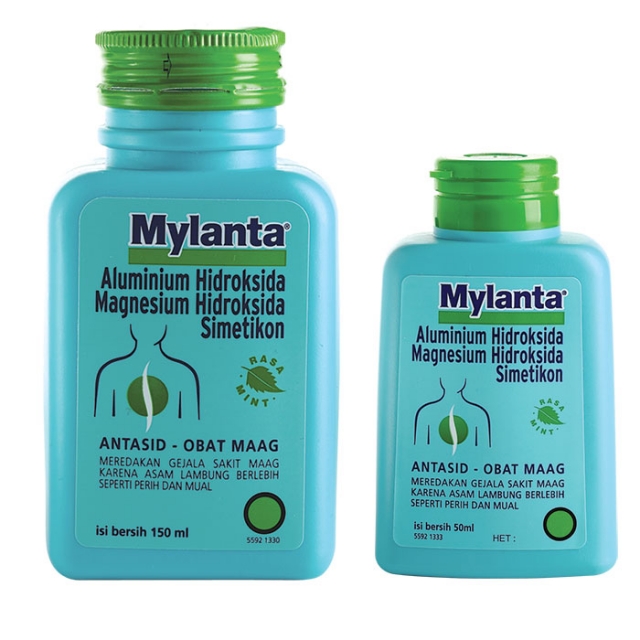 Mylanta®
Aluminium Hidroksida
Magnesium Hidroksida
Simetikon
RASA
MINT
ANTASID - OBAT MAAG
MEREDAKAN GEJALA SAKIT MAAG
KARENA ASAM LAMBUNG BERLEBIH
SEPERTI PERIH DAN MUAL
isi bersih 150 ml
5592 1330
Mylanta®
Aluminium Hidroksida
Magnesium Hidroksida
Simetikon
RASA
MINT
ANTASID - OBAT MAAG
MEREDAKAN GEJALA SAKIT MAAG
KARENA ASAM LAMBUNG BERLEBIH
SEPERTI PERIH DAN MUAL
isi bersih 50ml
5592 1333
HET :